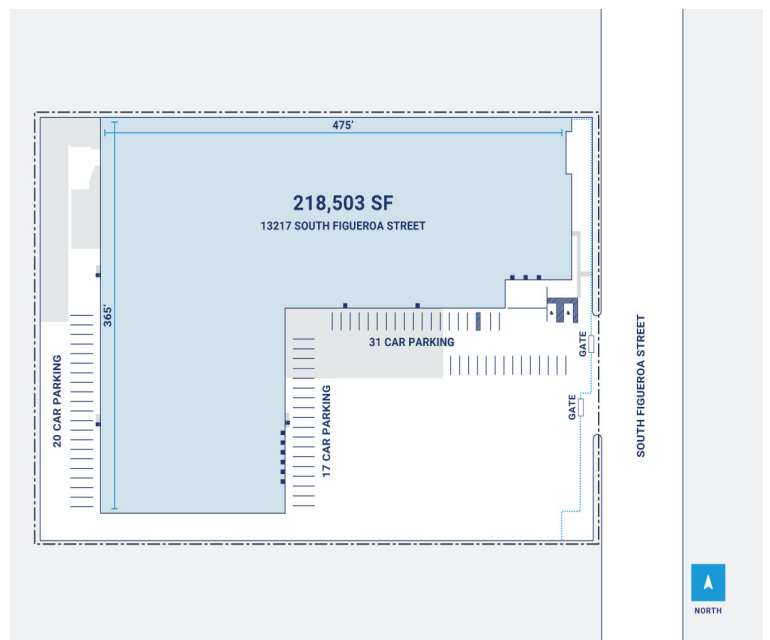 475'
218,503 SF
13217 SOUTH FIGUEROA STREET
365'
31 CAR PARKING
GATE
SOUTH FIGUEROA STREET
20 CAR PARKING
17 CAR PARKING
GATE
NORTH